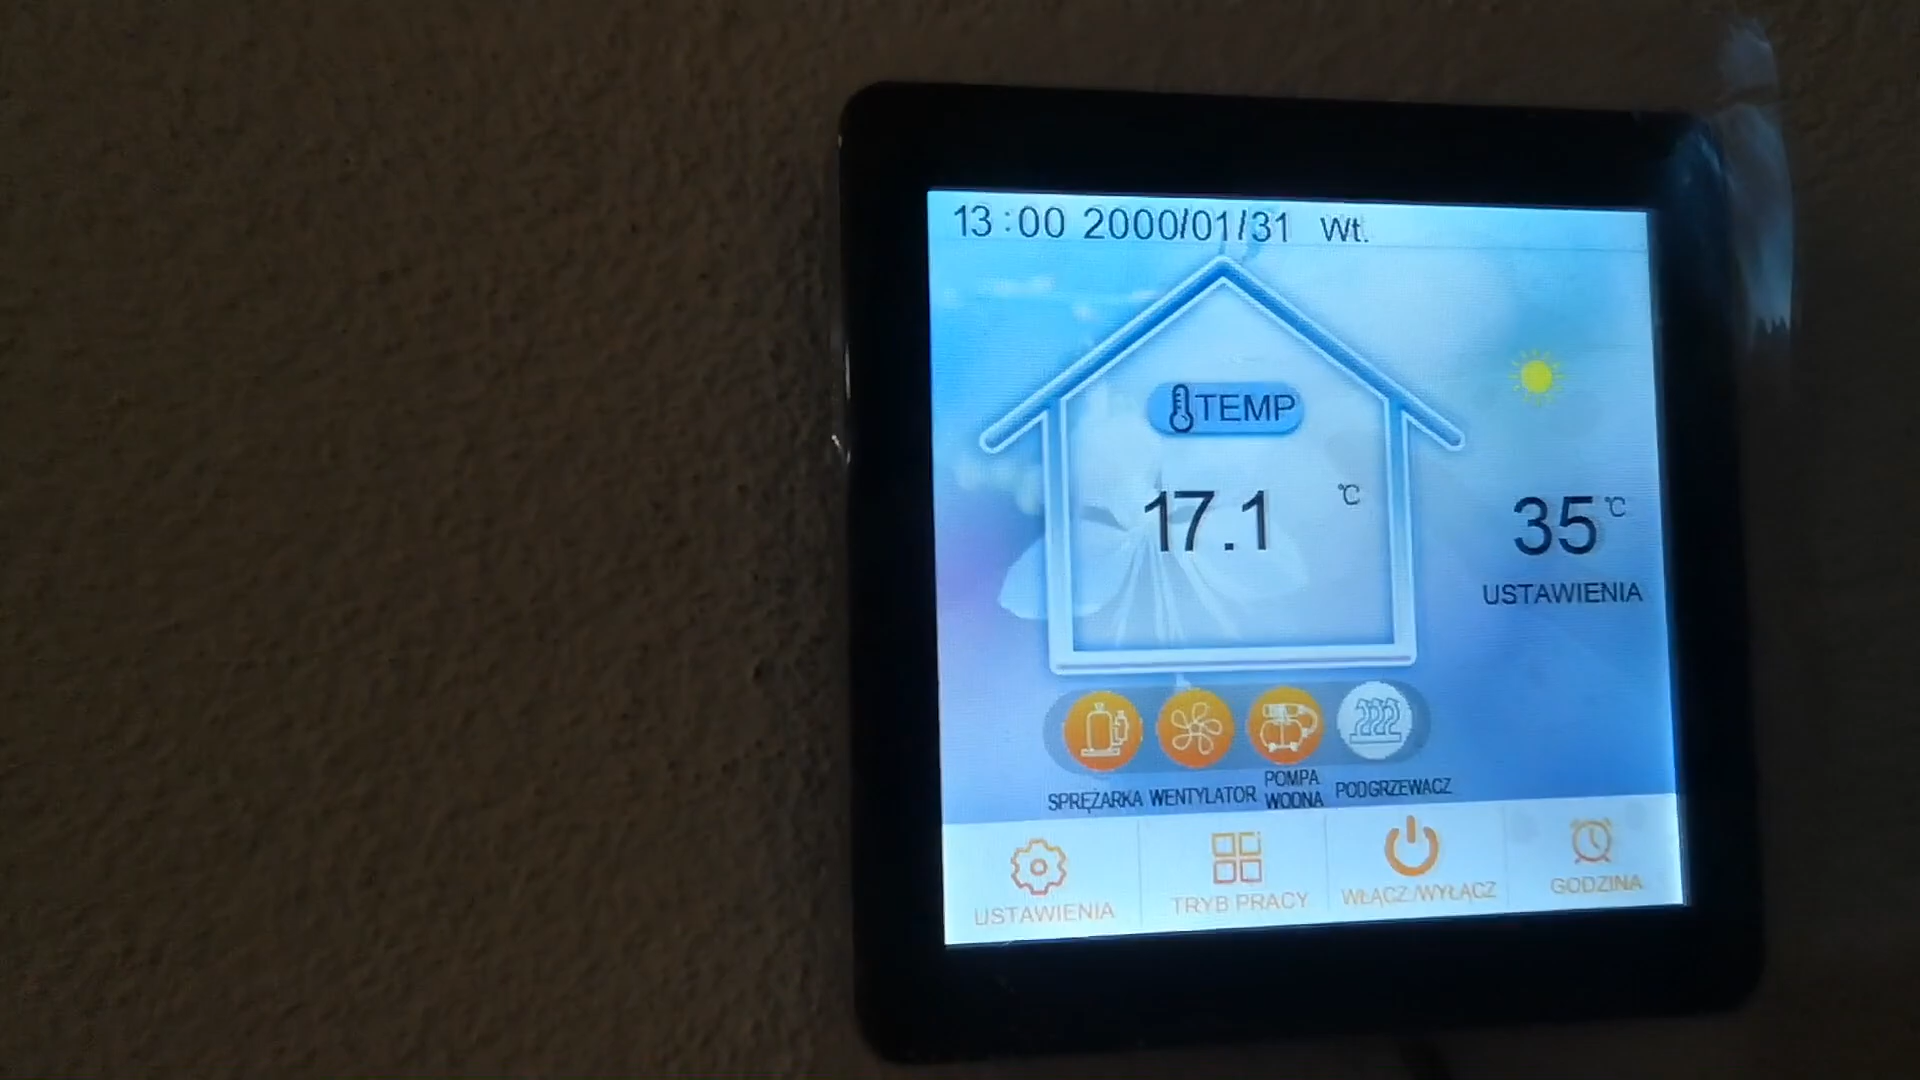 13:00 2000/01/31 Wt.
TEMP
17.1 °C
35 °C
USTAWIENIA
SPRĘŻARKA WENTYLATOR POMPA WODNA PODGRZEWACZ
USTAWIENIA TRYB PRACY WŁĄCZ/WYŁĄCZ GODZINA